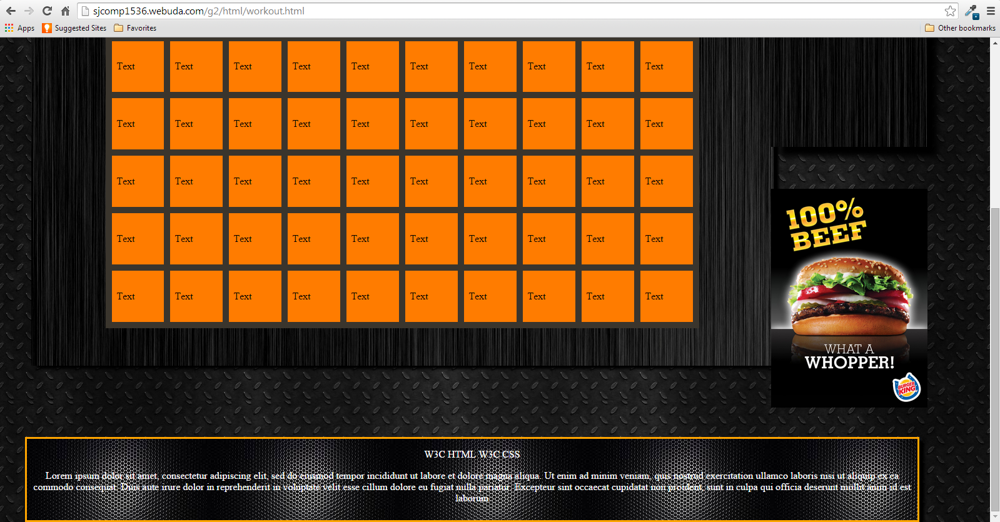 sjcomp1536.webuda.com/g2/html/workout.html
Apps Suggested Sites Favorites Other bookmarks
Text Text Text Text Text Text Text Text Text Text
Text Text Text Text Text Text Text Text Text Text
Text Text Text Text Text Text Text Text Text Text
Text Text Text Text Text Text Text Text Text Text
Text Text Text Text Text Text Text Text Text Text
100%
BEEF
WHAT A
WHOPPER!
BURGER
KING
W3C HTML W3C CSS
Lorem ipsum dolor sit amet, consectetur adipiscing elit, sed do eiusmod tempor incididunt ut labore et dolore magna aliqua. Ut enim ad minim veniam, quis nostrud exercitation ullamco laboris nisi ut aliquip ex ea
commodo consequat. Duis aute irure dolor in reprehenderit in voluptate velit esse cillum dolore eu fugiat nulla pariatur. Excepteur sint occaecat cupidatat non proident, sunt in culpa qui officia deserunt mollit anim id est
laborum.